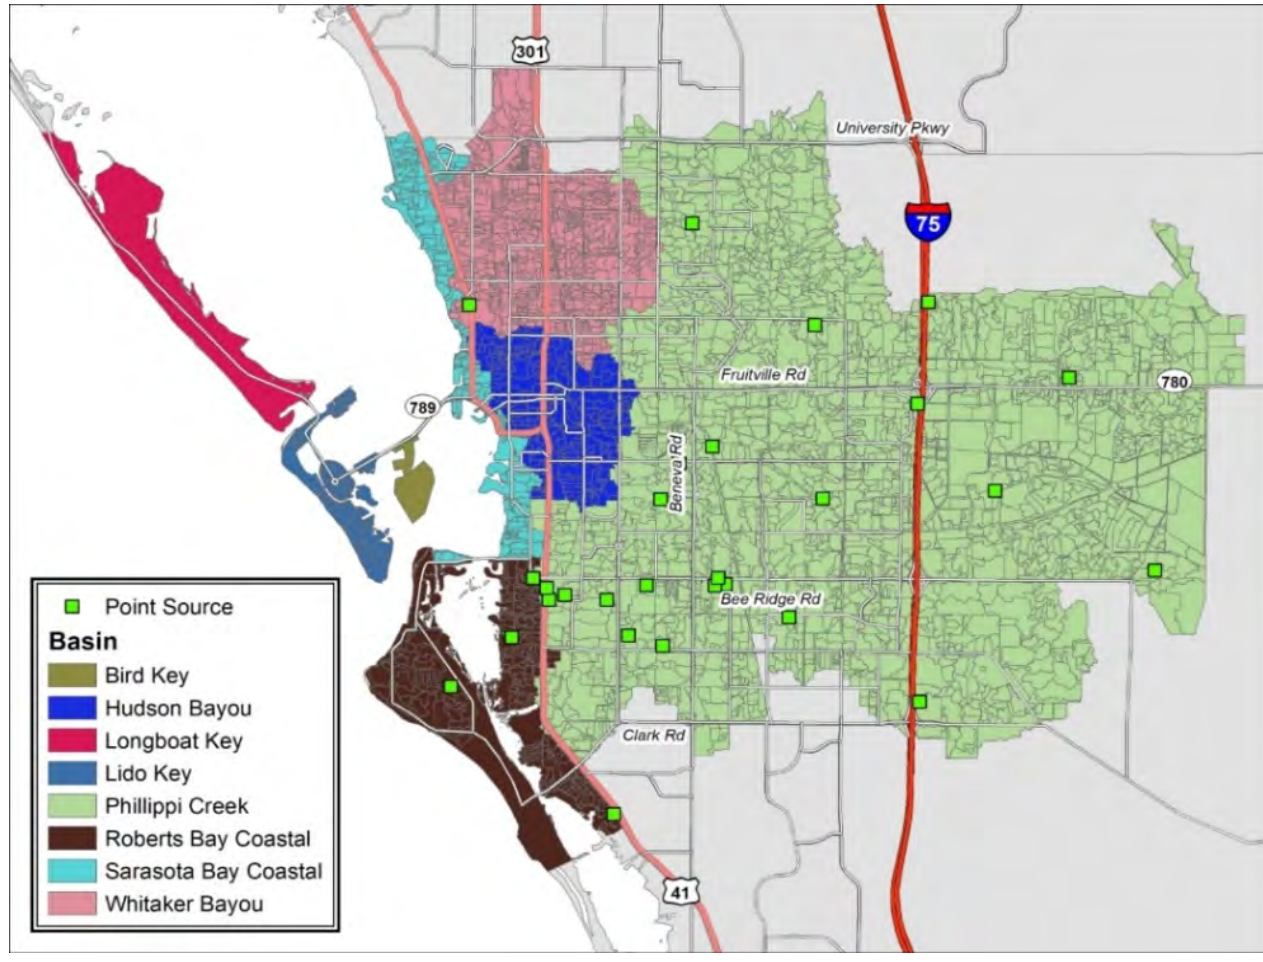 301
University Pkwy
75
Fruitville Rd
780
789
Beneva Rd
Bee Ridge Rd
Clark Rd
41
Point Source
Basin
Bird Key
Hudson Bayou
Longboat Key
Lido Key
Phillippi Creek
Roberts Bay Coastal
Sarasota Bay Coastal
Whitaker Bayou